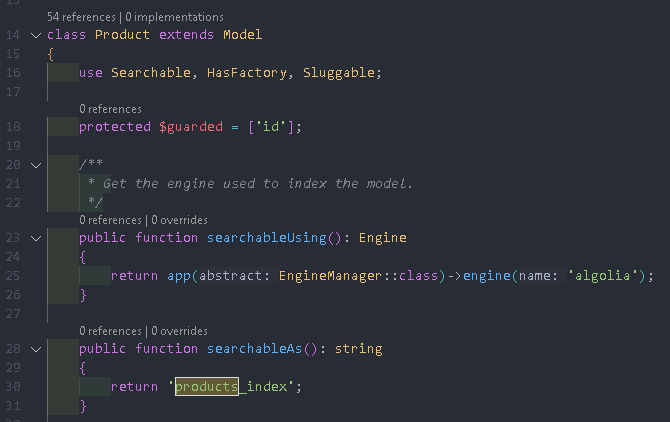 54 references | 0 implementations
14 class Product extends Model
15 {
16 use Searchable, HasFactory, Sluggable;
17
0 references
18 protected $guarded = ['id'];
19
20 /**
21 * Get the engine used to index the model.
22 */
0 references | 0 overrides
23 public function searchableUsing(): Engine
24 {
25 return app(abstract: EngineManager::class)->engine(name: 'algolia');
26 }
27
0 references | 0 overrides
28 public function searchableAs(): string
29 {
30 return 'products_index';
31 }